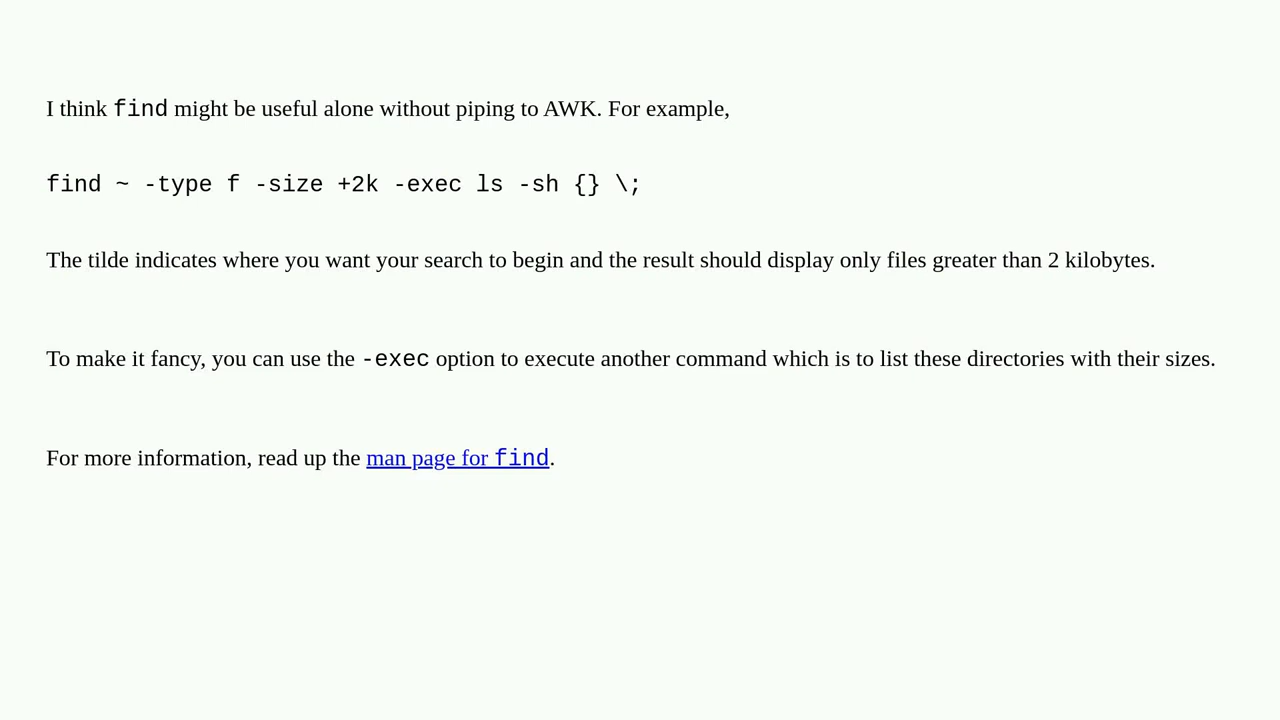 I think find might be useful alone without piping to AWK. For example,
find ~ -type f -size +2k -exec ls -sh {} \;
The tilde indicates where you want your search to begin and the result should display only files greater than 2 kilobytes.
To make it fancy, you can use the -exec option to execute another command which is to list these directories with their sizes.
For more information, read up the man page for find.